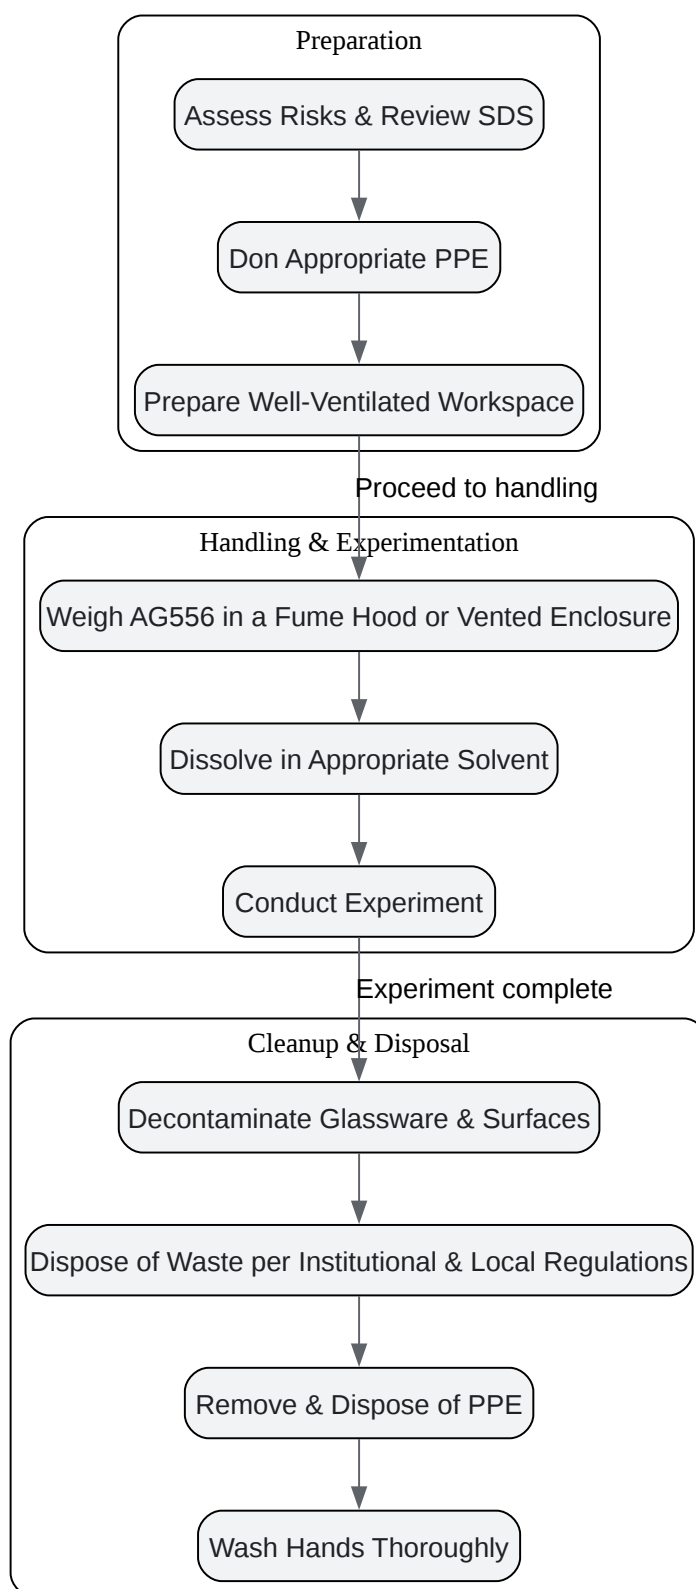 Preparation
Assess Risks & Review SDS
Don Appropriate PPE
Prepare Well-Ventilated Workspace
Proceed to handling
Handling & Experimentation
Weigh AG556 in a Fume Hood or Vented Enclosure
Dissolve in Appropriate Solvent
Conduct Experiment
Experiment complete
Cleanup & Disposal
Decontaminate Glassware & Surfaces
Dispose of Waste per Institutional & Local Regulations
Remove & Dispose of PPE
Wash Hands Thoroughly